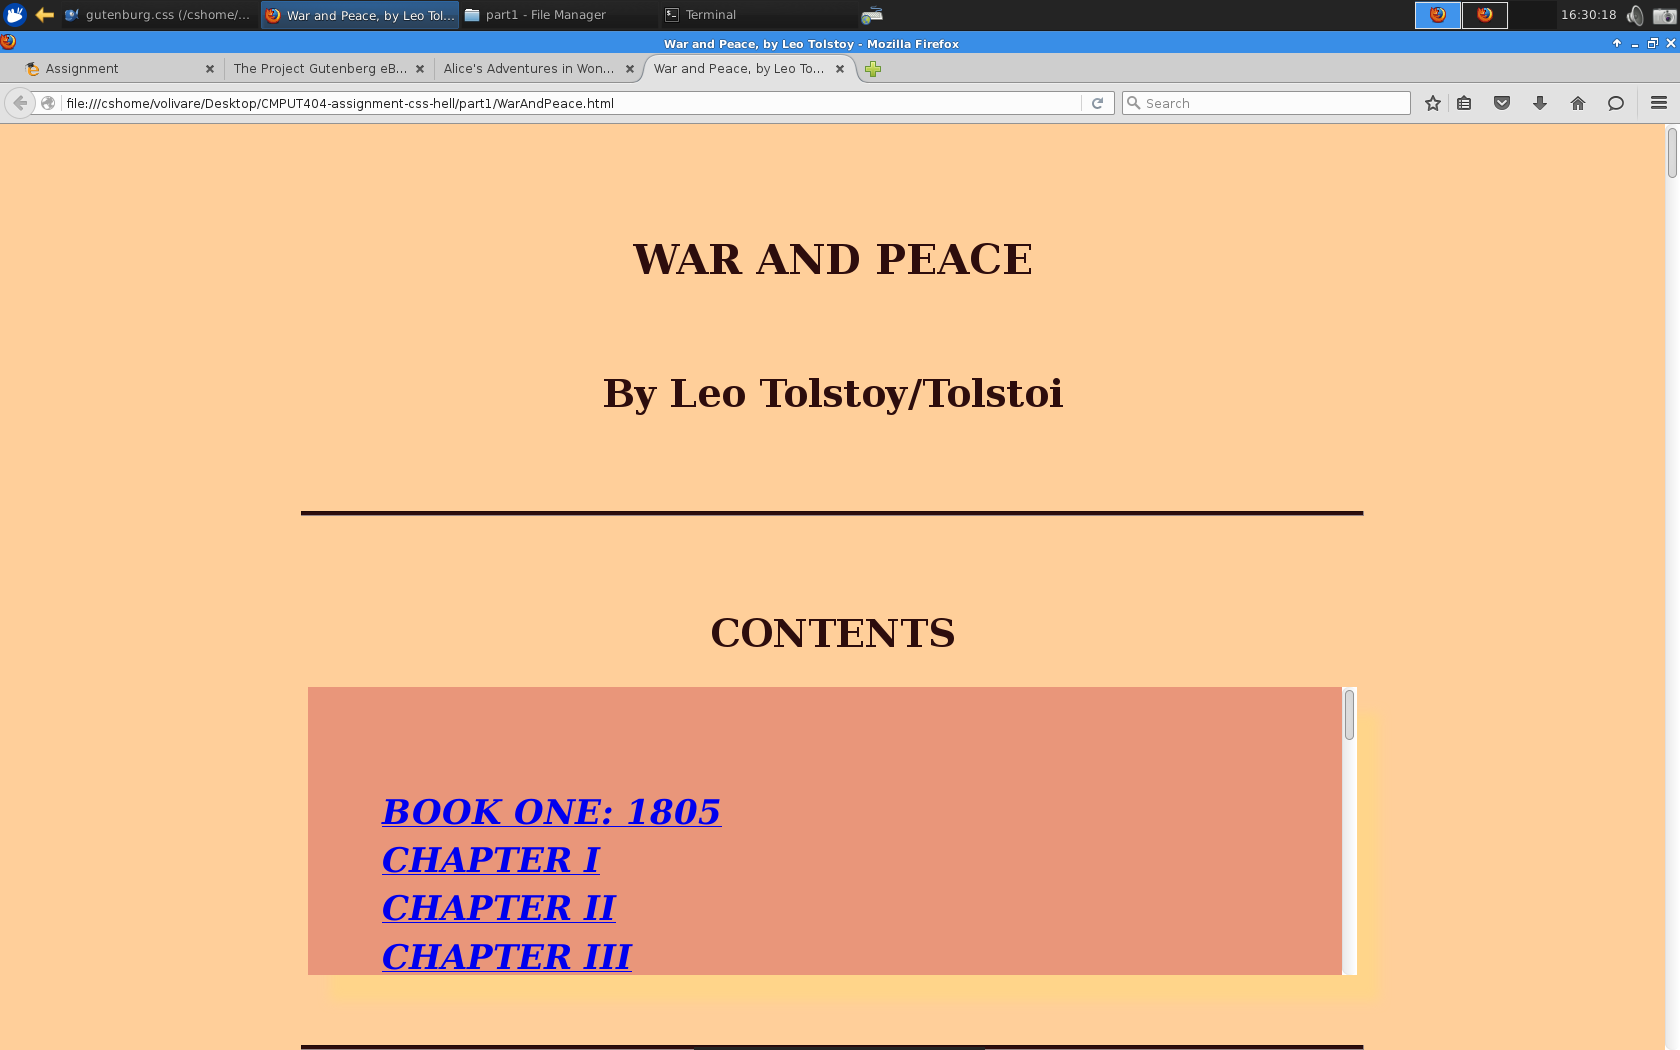 gutenburg.css (/cshome/...
War and Peace, by Leo Tol...
part1 - File Manager
Terminal
16:30:18
War and Peace, by Leo Tolstoy - Mozilla Firefox
Assignment
The Project Gutenberg eB...
Alice's Adventures in Won...
War and Peace, by Leo To...
file:///cshome/volivare/Desktop/CMPUT404-assignment-css-hell/part1/WarAndPeace.html
Search
WAR AND PEACE
By Leo Tolstoy/Tolstoi
CONTENTS
BOOK ONE: 1805
CHAPTER I
CHAPTER II
CHAPTER III